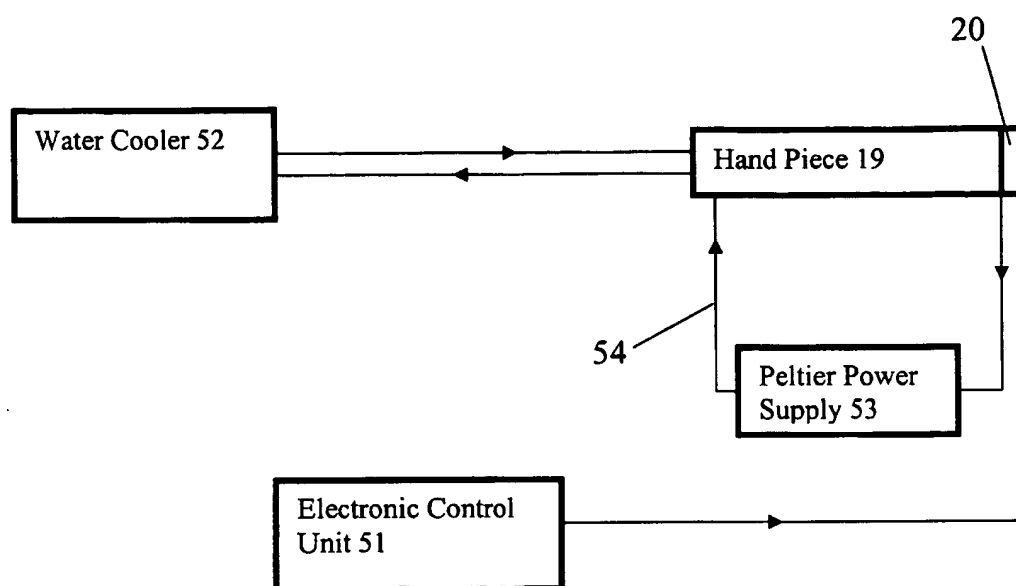 20
Water Cooler 52
Hand Piece 19
54
Peltier Power
Supply 53
Electronic Control
Unit 51